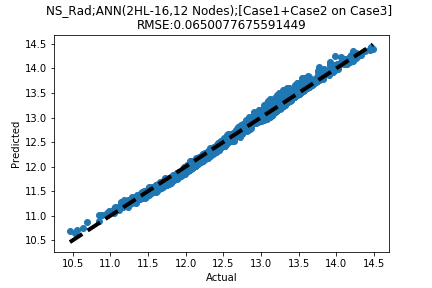 NS_Rad;ANN(2HL-16,12 Nodes);[Case1+Case2 on Case3]
RMSE:0.0650077675591449
14.5
14.0
13.5
13.0
12.5
12.0
11.5
11.0
10.5
Predicted
10.5 11.0 11.5 12.0 12.5 13.0 13.5 14.0 14.5
Actual